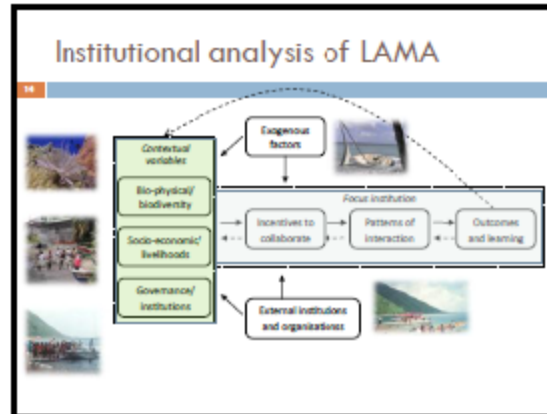 Institutional analysis of LAMA
14
Contextual
variables
Bio-physical/
biodiversity
Socio-economic/
livelihoods
Governance/
institutions
Exogenous
factors
Focus institution
Incentives to
collaborate
Patterns of
interaction
Outcomes
and learning
External institutions
and organisations